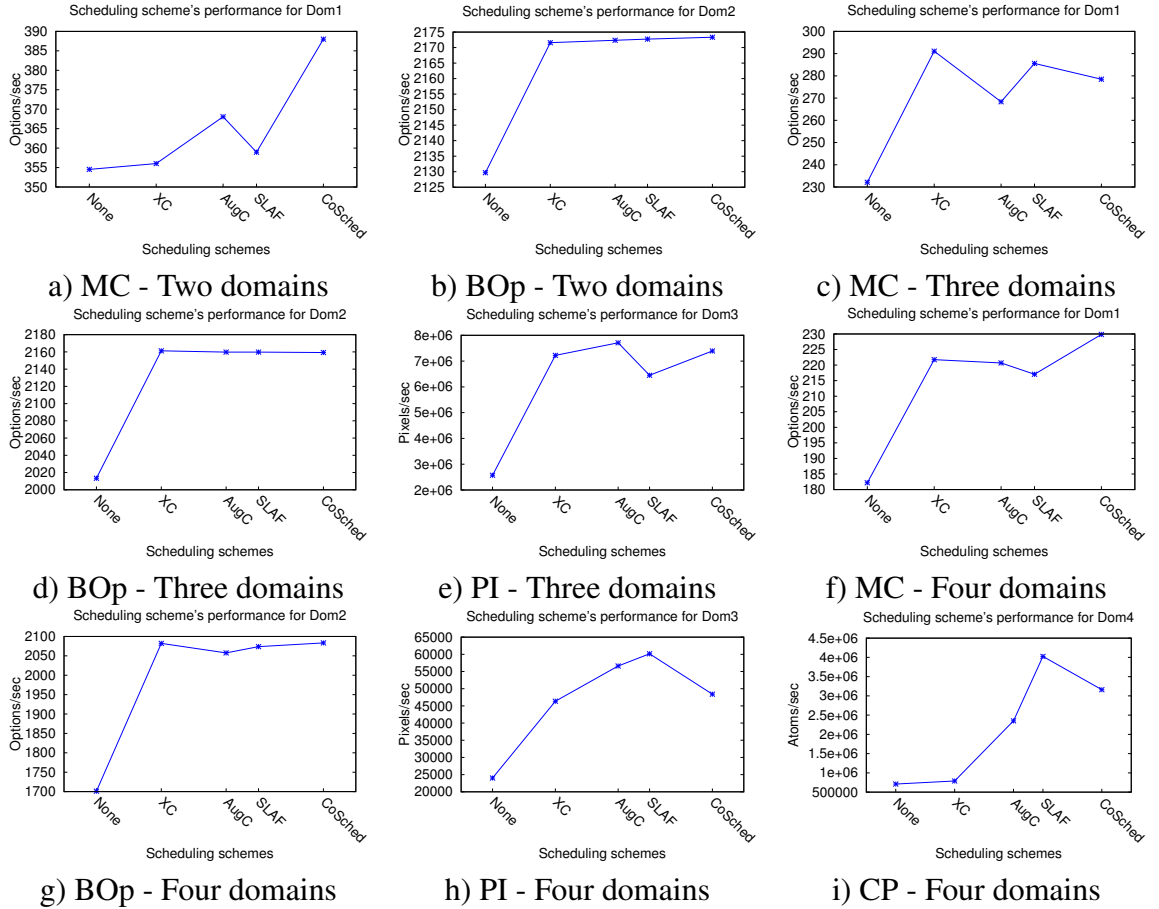 Scheduling scheme's performance for Dom1
Options/sec
390
385
380
375
370
365
360
355
350
None
XC
AugC
SLAF
CoSched
Scheduling schemes
a) MC - Two domains
Scheduling scheme's performance for Dom2
Options/sec
2175
2170
2165
2160
2155
2150
2145
2140
2135
2130
2125
None
XC
AugC
SLAF
CoSched
Scheduling schemes
b) BOp - Two domains
Scheduling scheme's performance for Dom1
Options/sec
300
290
280
270
260
250
240
230
None
XC
AugC
SLAF
CoSched
Scheduling schemes
c) MC - Three domains
Scheduling scheme's performance for Dom2
Options/sec
2180
2160
2140
2120
2100
2080
2060
2040
2020
2000
None
XC
AugC
SLAF
CoSched
Scheduling schemes
d) BOp - Three domains
Scheduling scheme's performance for Dom3
Pixels/sec
8e+06
7e+06
6e+06
5e+06
4e+06
3e+06
2e+06
None
XC
AugC
SLAF
CoSched
Scheduling schemes
e) PI - Three domains
Scheduling scheme's performance for Dom1
Options/sec
230
225
220
215
210
205
200
195
190
185
180
None
XC
AugC
SLAF
CoSched
Scheduling schemes
f) MC - Four domains
Scheduling scheme's performance for Dom2
Options/sec
2100
2050
2000
1950
1900
1850
1800
1750
1700
None
XC
AugC
SLAF
CoSched
Scheduling schemes
g) BOp - Four domains
Scheduling scheme's performance for Dom3
Pixels/sec
65000
60000
55000
50000
45000
40000
35000
30000
25000
20000
None
XC
AugC
SLAF
CoSched
Scheduling schemes
h) PI - Four domains
Scheduling scheme's performance for Dom4
Atoms/sec
4.5e+06
4e+06
3.5e+06
3e+06
2.5e+06
2e+06
1.5e+06
1e+06
500000
None
XC
AugC
SLAF
CoSched
Scheduling schemes
i) CP - Four domains